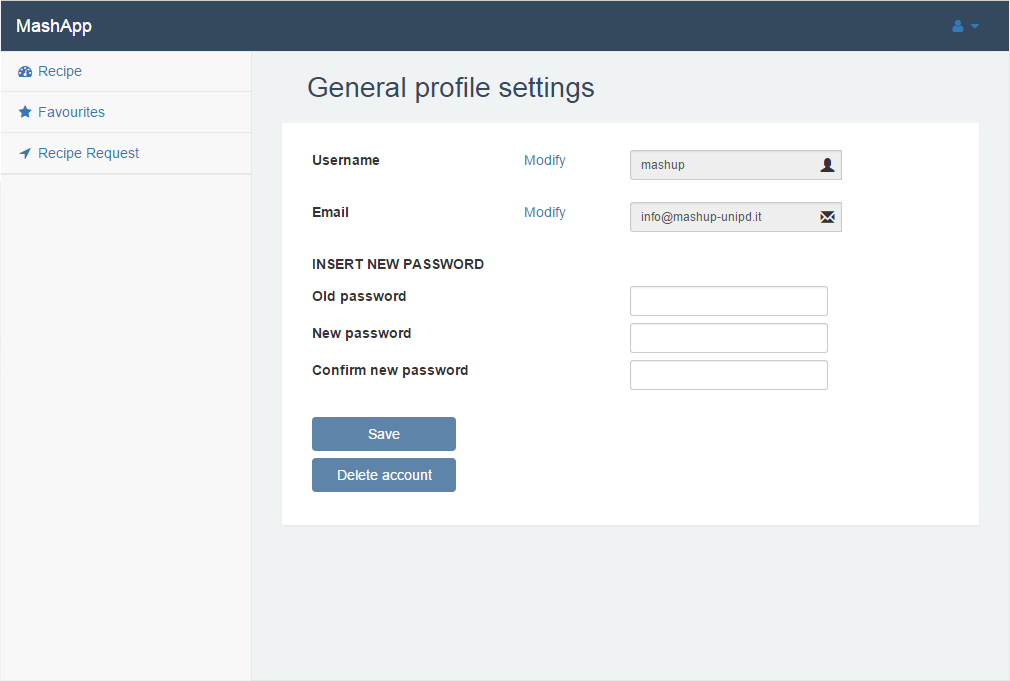 MashApp
Recipe
Favourites
Recipe Request
General profile settings
Username Modify mashup
Email Modify info@mashup-unipd.it
INSERT NEW PASSWORD
Old password
New password
Confirm new password
Save
Delete account